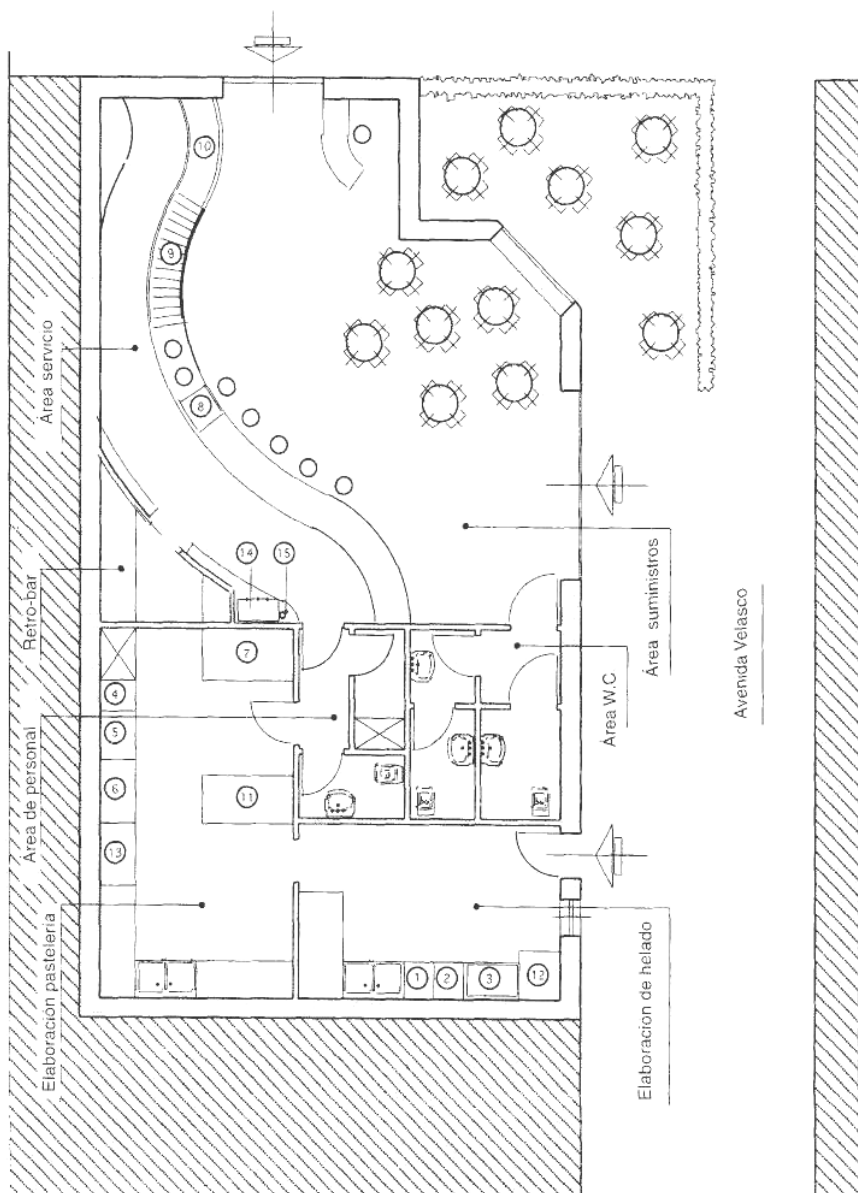 10
9
8
Área servicio
14
15
Retro-bar
7
4
5
6
11
13
Área de personal
Área W.C
Área suministros
Avenida Velasco
Elaboración pastelería
1
2
3
12
Elaboracion de helado